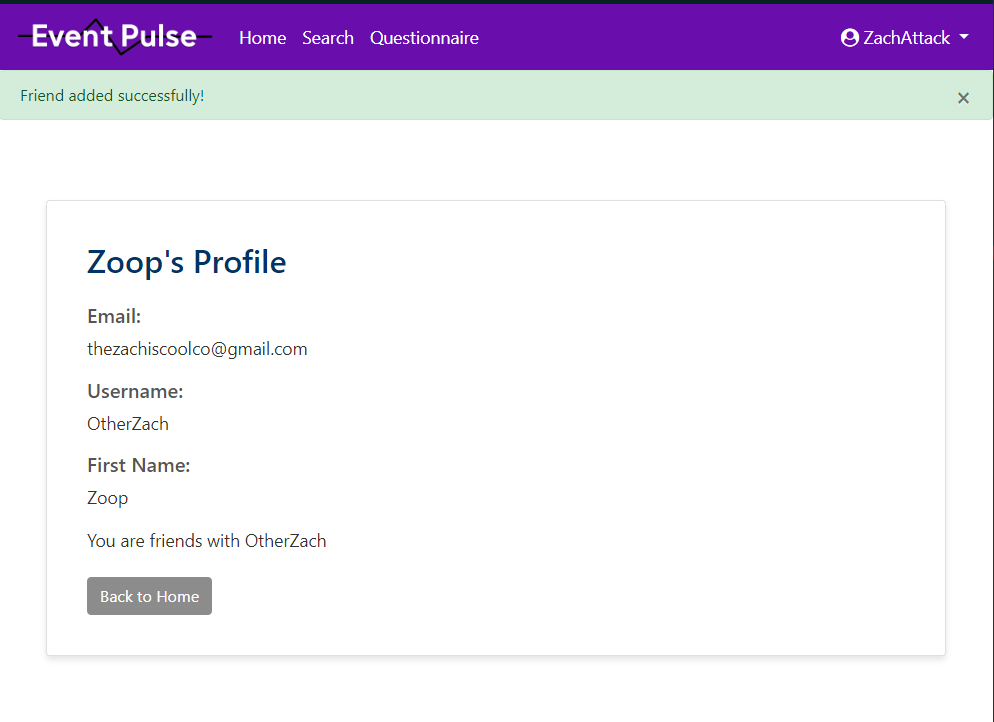 Event Pulse Home Search Questionnaire ZachAttack
Friend added successfully! ×
Zoop's Profile
Email:
thezachiscoolco@gmail.com
Username:
OtherZach
First Name:
Zoop
You are friends with OtherZach
Back to Home